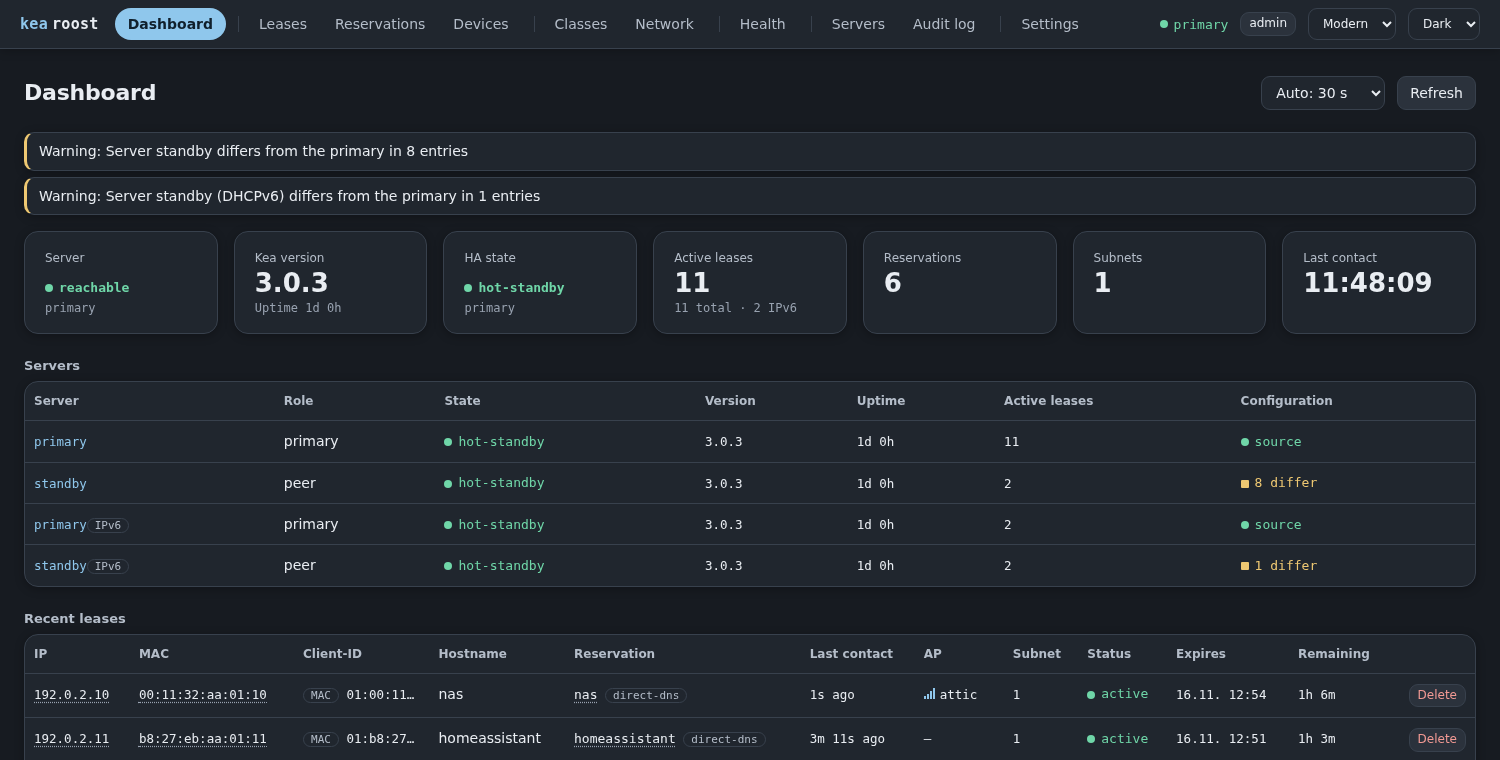 kea roost Dashboard Leases Reservations Devices Classes Network Health Servers Audit log Settings primary admin Modern Dark
Dashboard Auto: 30 s Refresh
Warning: Server standby differs from the primary in 8 entries
Warning: Server standby (DHCPv6) differs from the primary in 1 entries
Server Kea version HA state Active leases Reservations Subnets Last contact
reachable 3.0.3 hot-standby 11 6 1 11:48:09
primary Uptime 1d 0h primary 11 total · 2 IPv6
Servers
Server Role State Version Uptime Active leases Configuration
primary primary hot-standby 3.0.3 1d 0h 11 source
standby peer hot-standby 3.0.3 1d 0h 2 8 differ
primary IPv6 primary hot-standby 3.0.3 1d 0h 2 source
standby IPv6 peer hot-standby 3.0.3 1d 0h 2 1 differ
Recent leases
IP MAC Client-ID Hostname Reservation Last contact AP Subnet Status Expires Remaining
192.0.2.10 00:11:32:aa:01:10 MAC 01:00:11… nas nas direct-dns 1s ago attic 1 active 16.11. 12:54 1h 6m Delete
192.0.2.11 b8:27:eb:aa:01:11 MAC 01:b8:27… homeassistant homeassistant direct-dns 3m 11s ago – 1 active 16.11. 12:51 1h 3m Delete